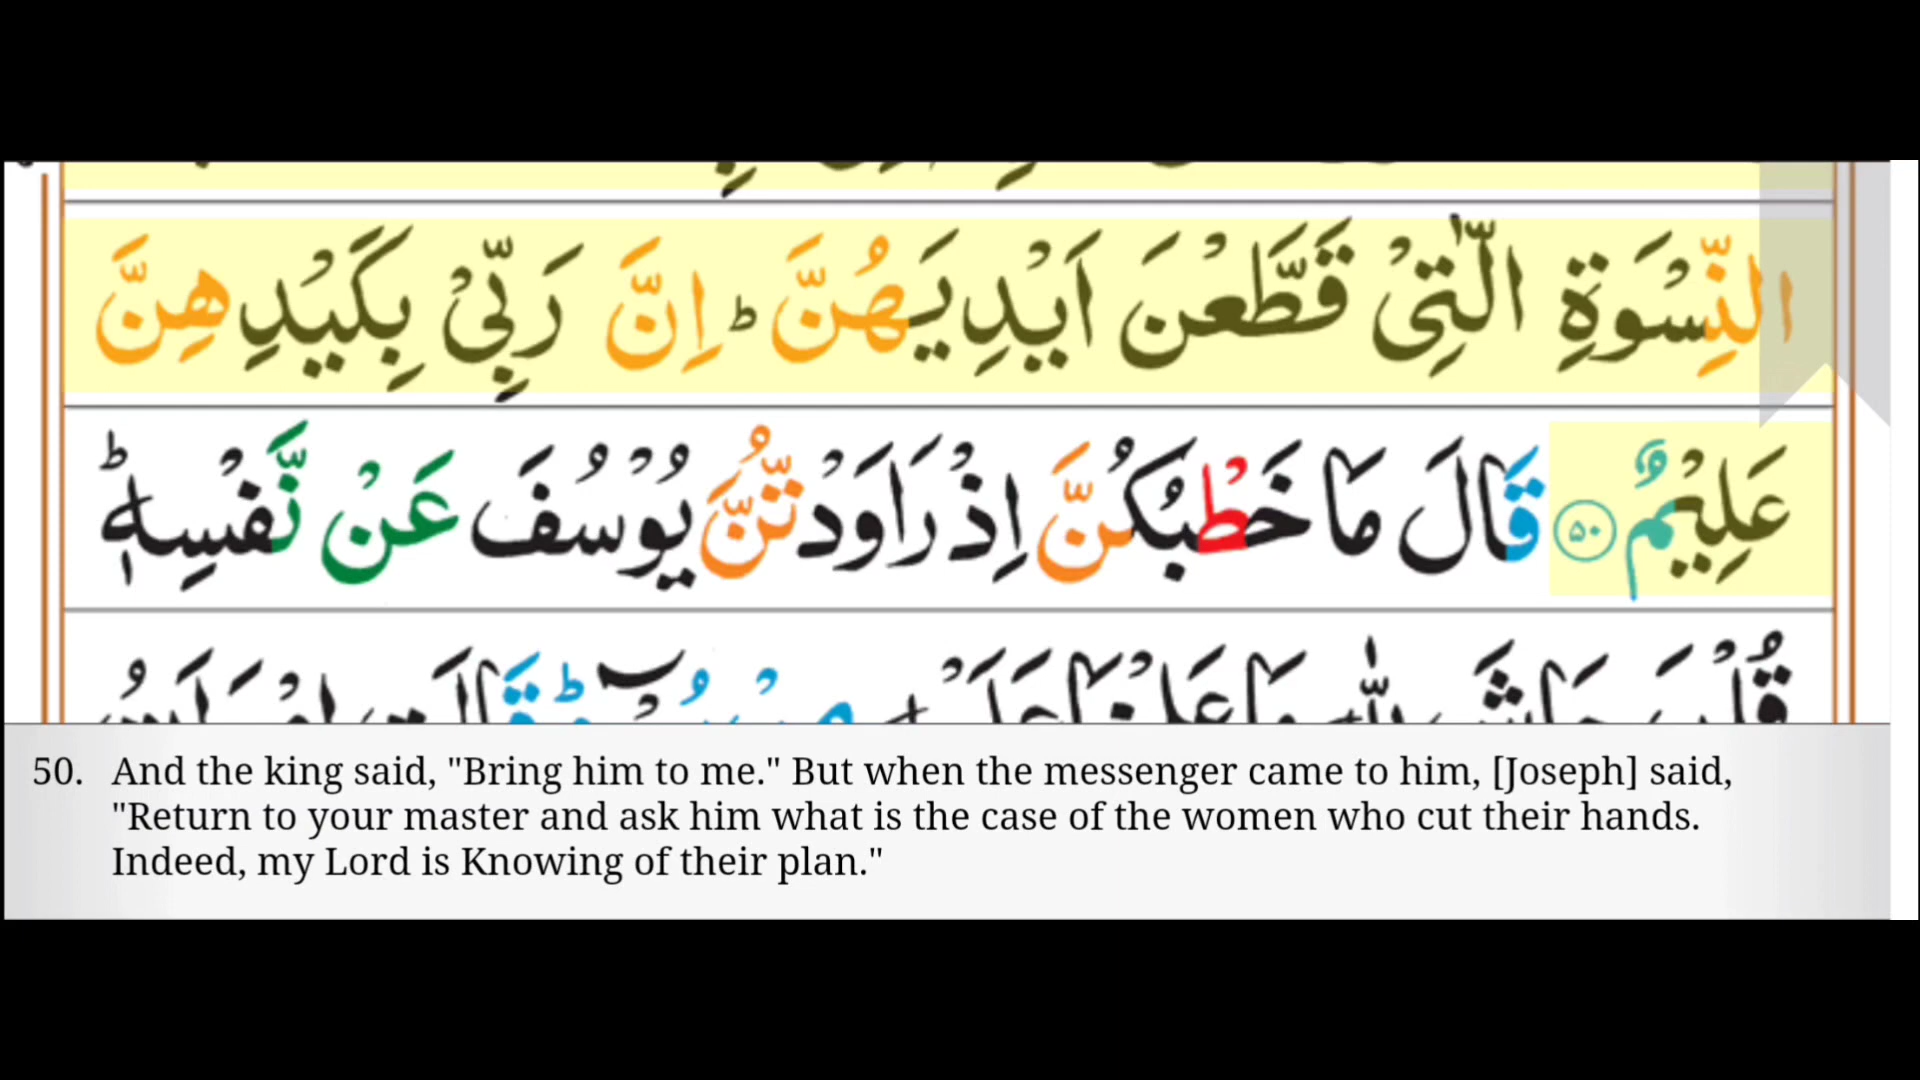 النِّسْوَةِ الّٰتِیْ قَطَّعْنَ اَیْدِیَهُنَّ ؕ اِنَّ رَبِّیْ بِكَیْدِهِنَّ
عَلِیْمٌ ﴿۵۰﴾ قَالَ مَا خَطْبُكُنَّ اِذْ رَاوَدْتُّنَّ یُوْسُفَ عَنْ نَّفْسِهٖ ؕ
50. And the king said, "Bring him to me." But when the messenger came to him, [Joseph] said,
"Return to your master and ask him what is the case of the women who cut their hands.
Indeed, my Lord is Knowing of their plan."